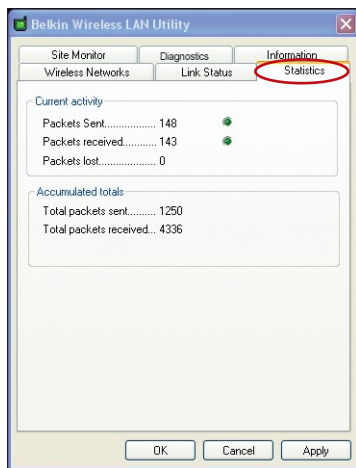 Belkin Wireless LAN Utility
Site Monitor Diagnostics Information
Wireless Networks Link Status Statistics
Current activity
Packets Sent................ 148
Packets received........... 143
Packets lost.................. 0
Accumulated totals
Total packets sent.......... 1250
Total packets received... 4336
OK Cancel Apply